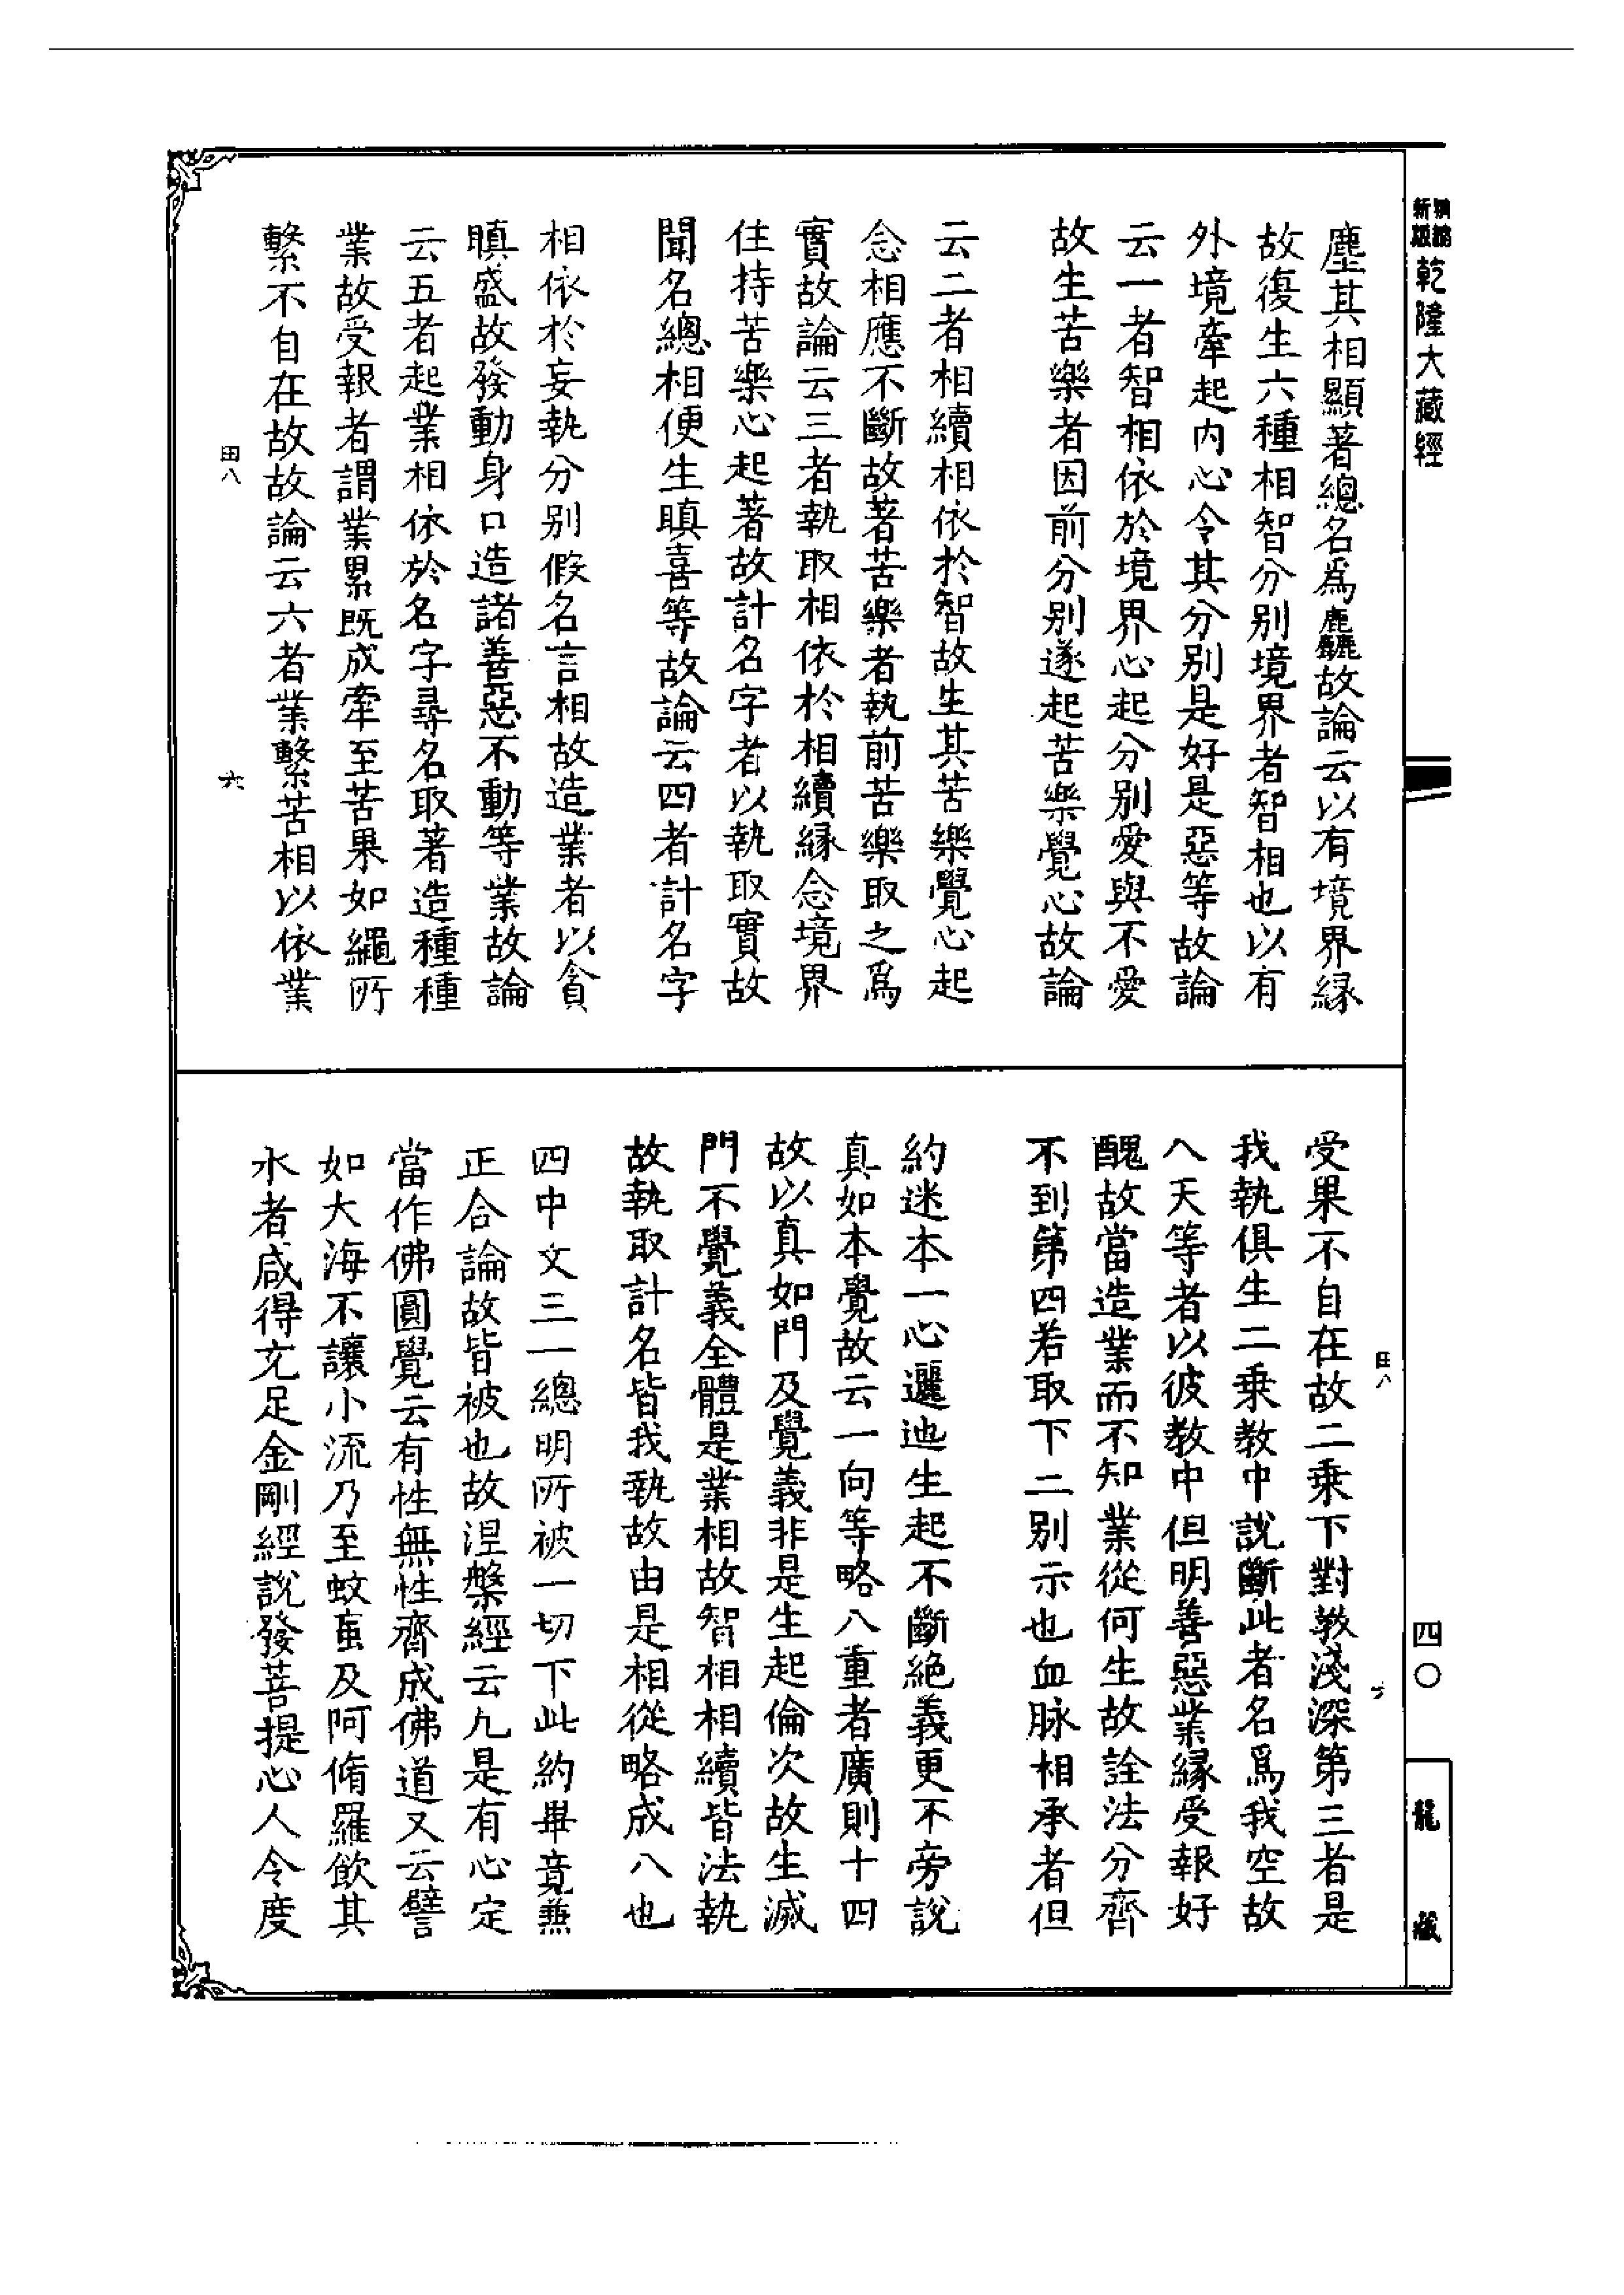 新編
縮版
乾隆大藏經
塵其相顯著總名爲麤故論云以有境界緣
故復生六種相智分別境界者智相也以有
外境牽起內心令其分別是好是惡等故論
云一者智相依於境界心起分別愛與不愛
故生苦樂者因前分別遂起苦樂覺心故論
云二者相續相依於智故生其苦樂覺心起
念相應不斷故著苦樂者執前苦樂取之爲
實故論云三者執取相依於相續緣念境界
住持苦樂心起著故計名字者以執取實故
聞名總相便生瞋喜等故論云四者計名字
相依於妄執分別假名言相故造業者以貪
瞋盛故發動身口造諸善惡不動等業故論
云五者起業相依於名字尋名取著造種種
業故受報者謂業累旣成牽至苦果如繩所
繫不自在故故論云六者業繫苦相以依業
田八
六
受果不自在故二乘下對教淺深第三者是
我執俱生二乘教中說斷此者名爲我空故
人天等者以彼教中但明善惡業緣受報好
醜故當造業而不知業從何生故詮法分齊
不到第四若取下二別示也血脉相承者但
約迷本一心邐迆生起不斷絕義更不旁說
真如本覺故云一向等略八重者廣則十四
故以真如門及覺義非是生起倫次故生滅
門不覺義全體是業相故智相相續皆法執
故執取計名皆我執故由是相從略成八也
四中文三一總明所被一切下此約畢竟兼
正合論故皆被也故涅槃經云凡是有心定
當作佛圓覺云有性無性齊成佛道又云譬
如大海不讓小流乃至蚊䖟及阿脩羅飲其
水者咸得充足金剛經說發菩提心人令度
田八
四〇
龍藏